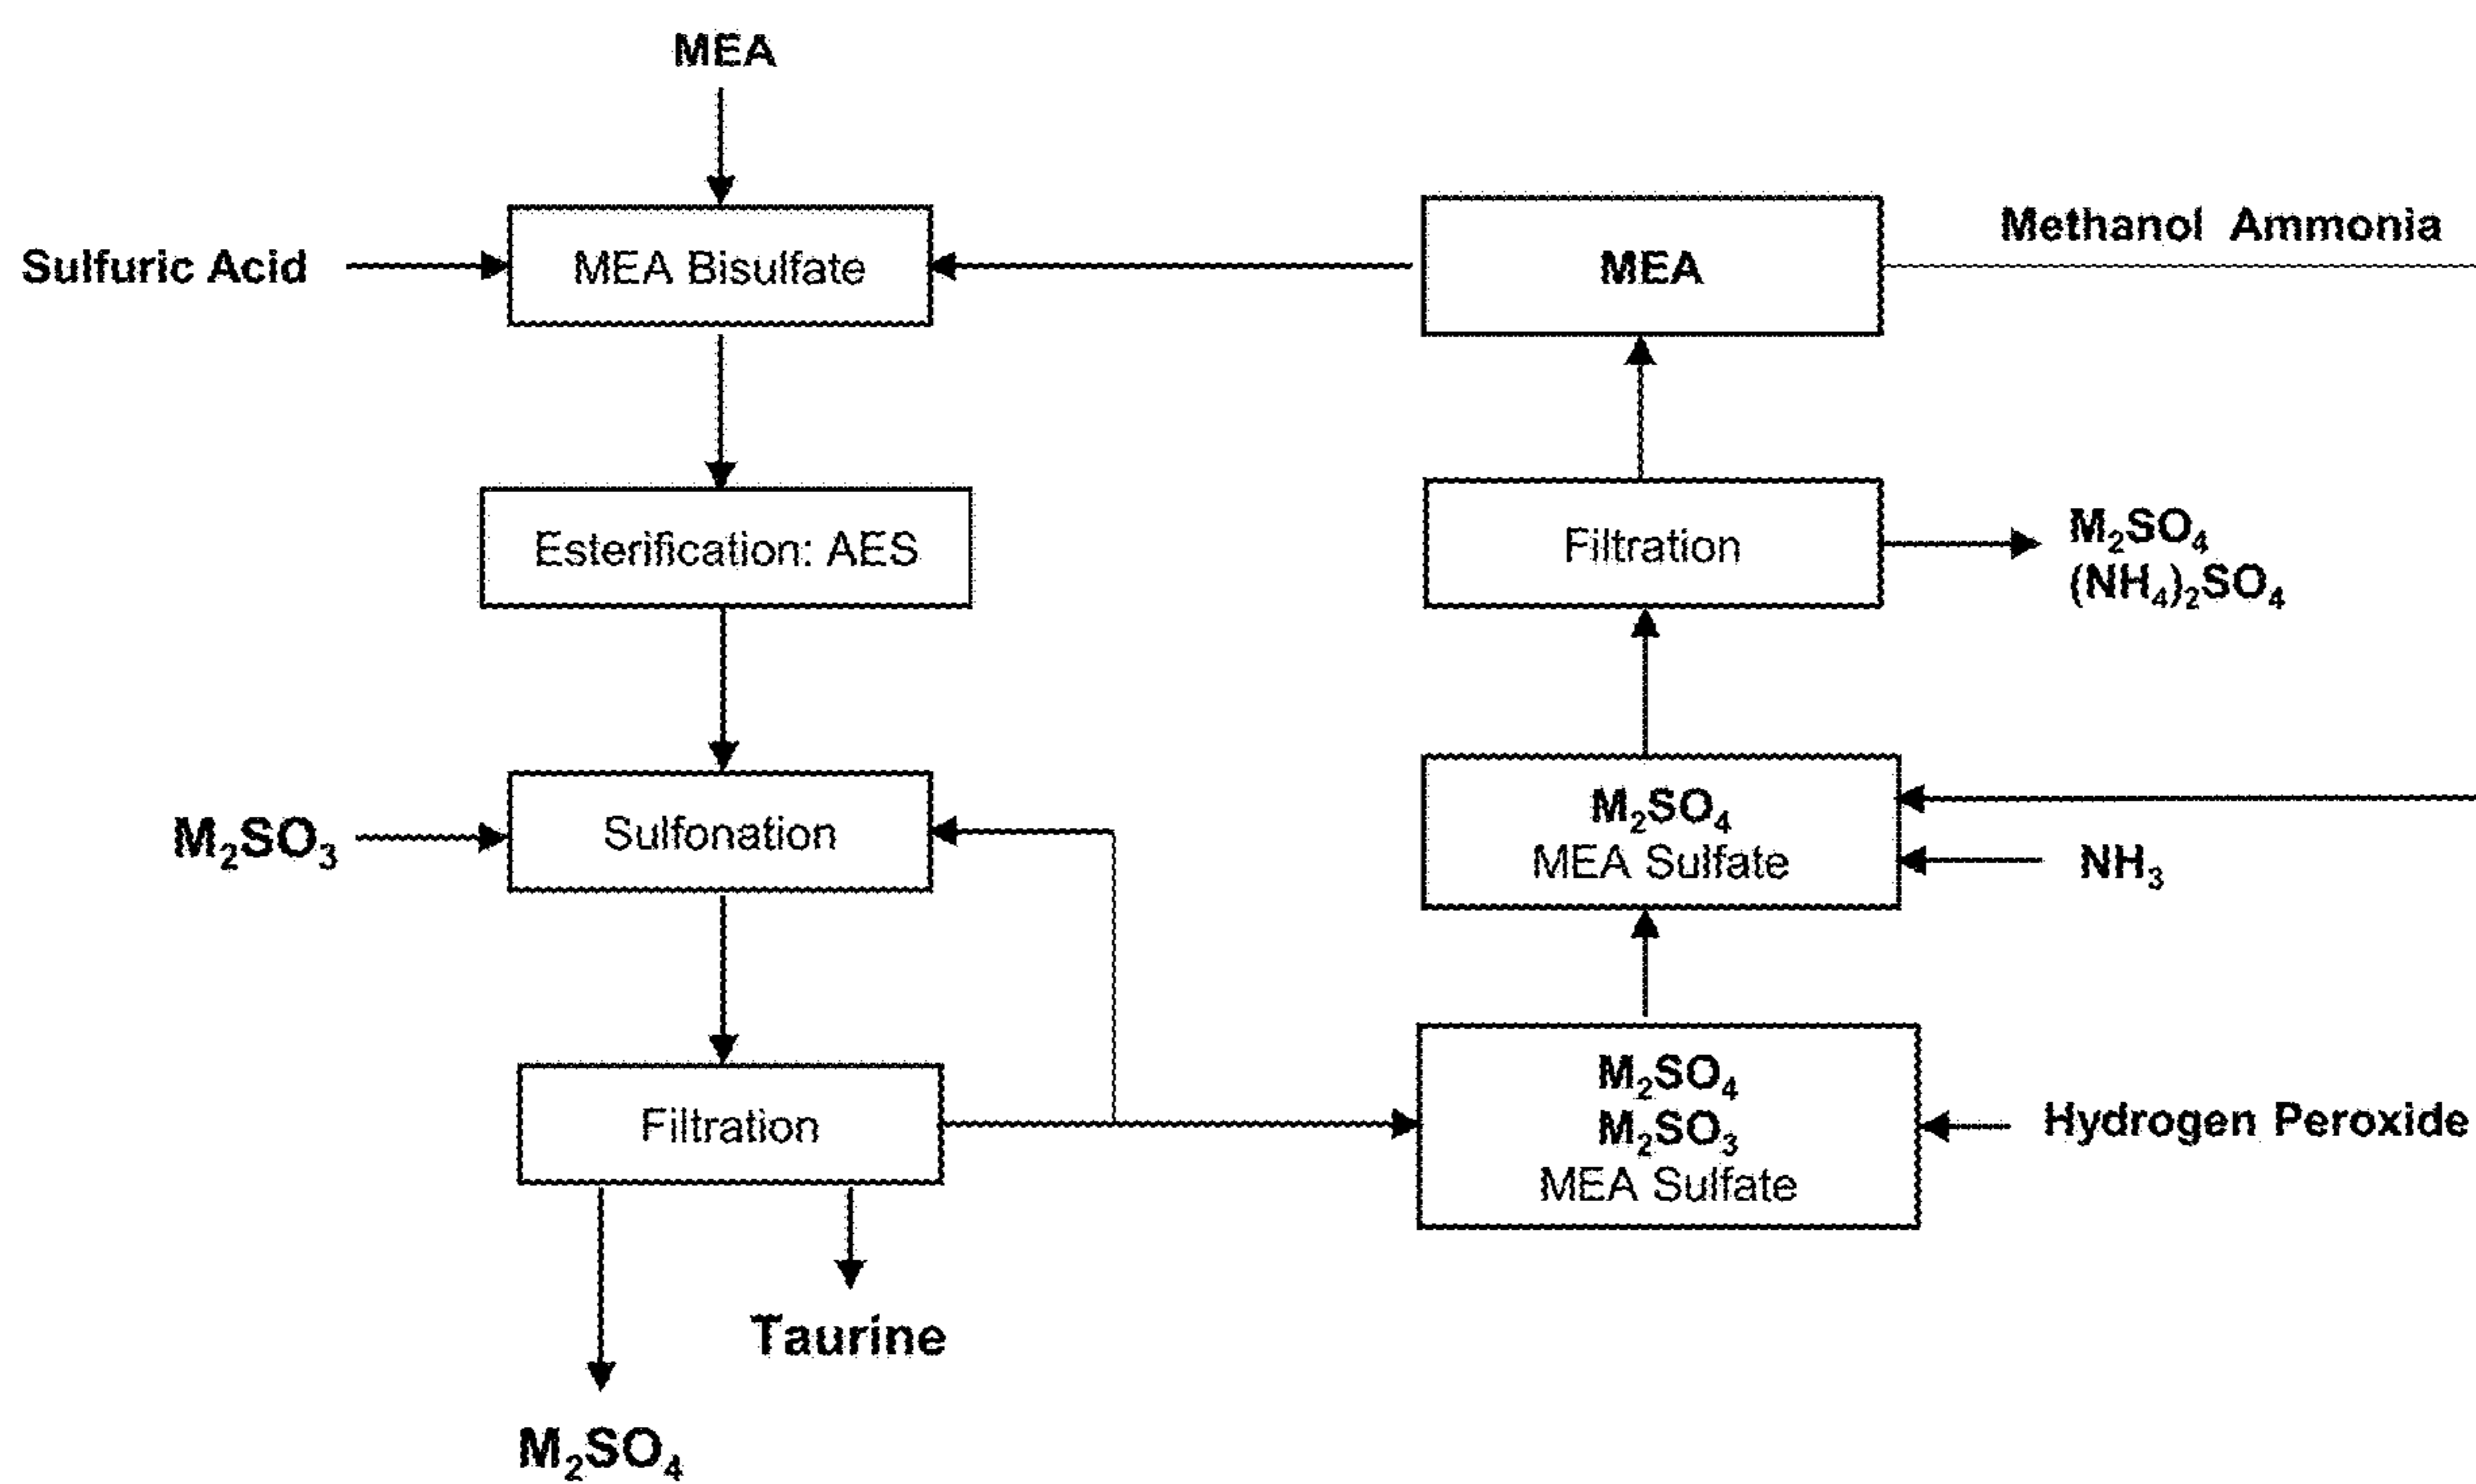 MEA
Sulfuric Acid
MEA Bisulfate
MEA
Methanol Ammonia
Esterification: AES
Filtration
M₂SO₄
(NH₄)₂SO₄
M₂SO₃
Sulfonation
M₂SO₄
MEA Sulfate
NH₃
Filtration
M₂SO₄
M₂SO₃
MEA Sulfate
Hydrogen Peroxide
Taurine
M₂SO₄